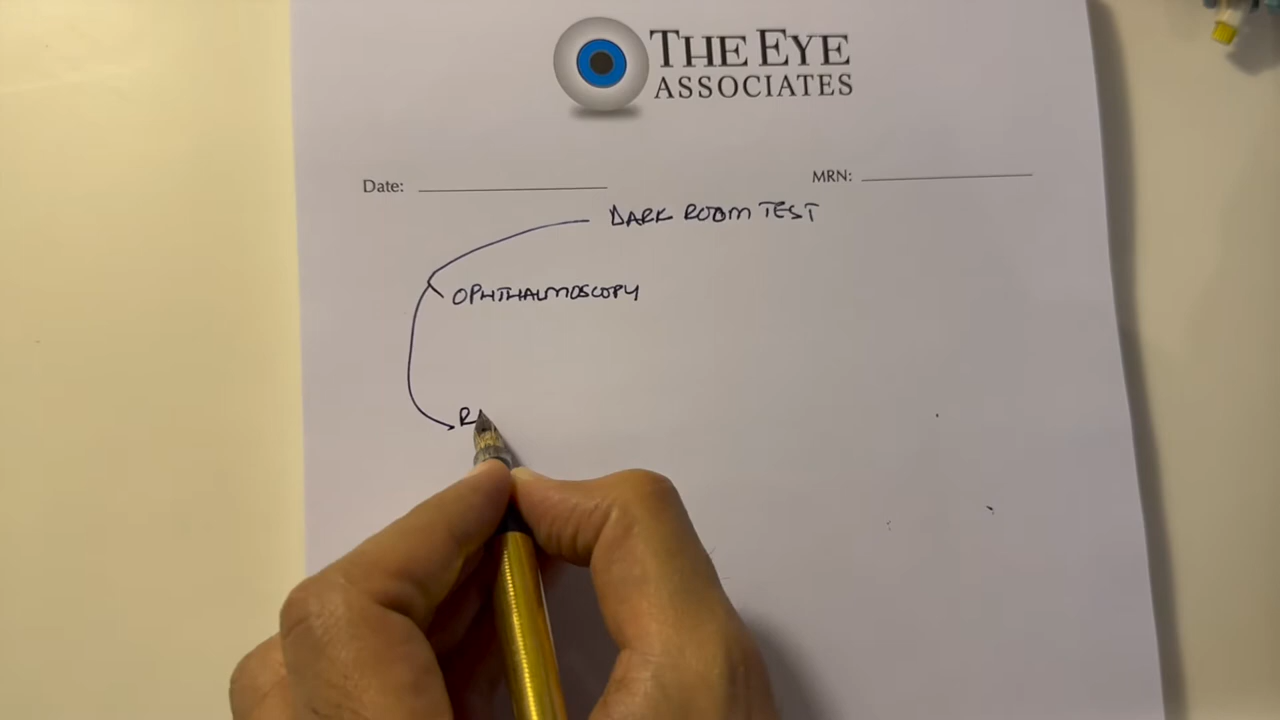 THE EYE
ASSOCIATES
Date:
MRN:
DARK ROOM TEST
OPHTHALMOSCOPY